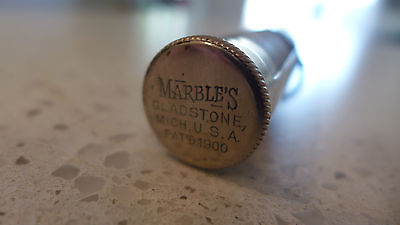 MARBLE'S
GLADSTONE,
MICH. U.S.A.
PAT'D 1900